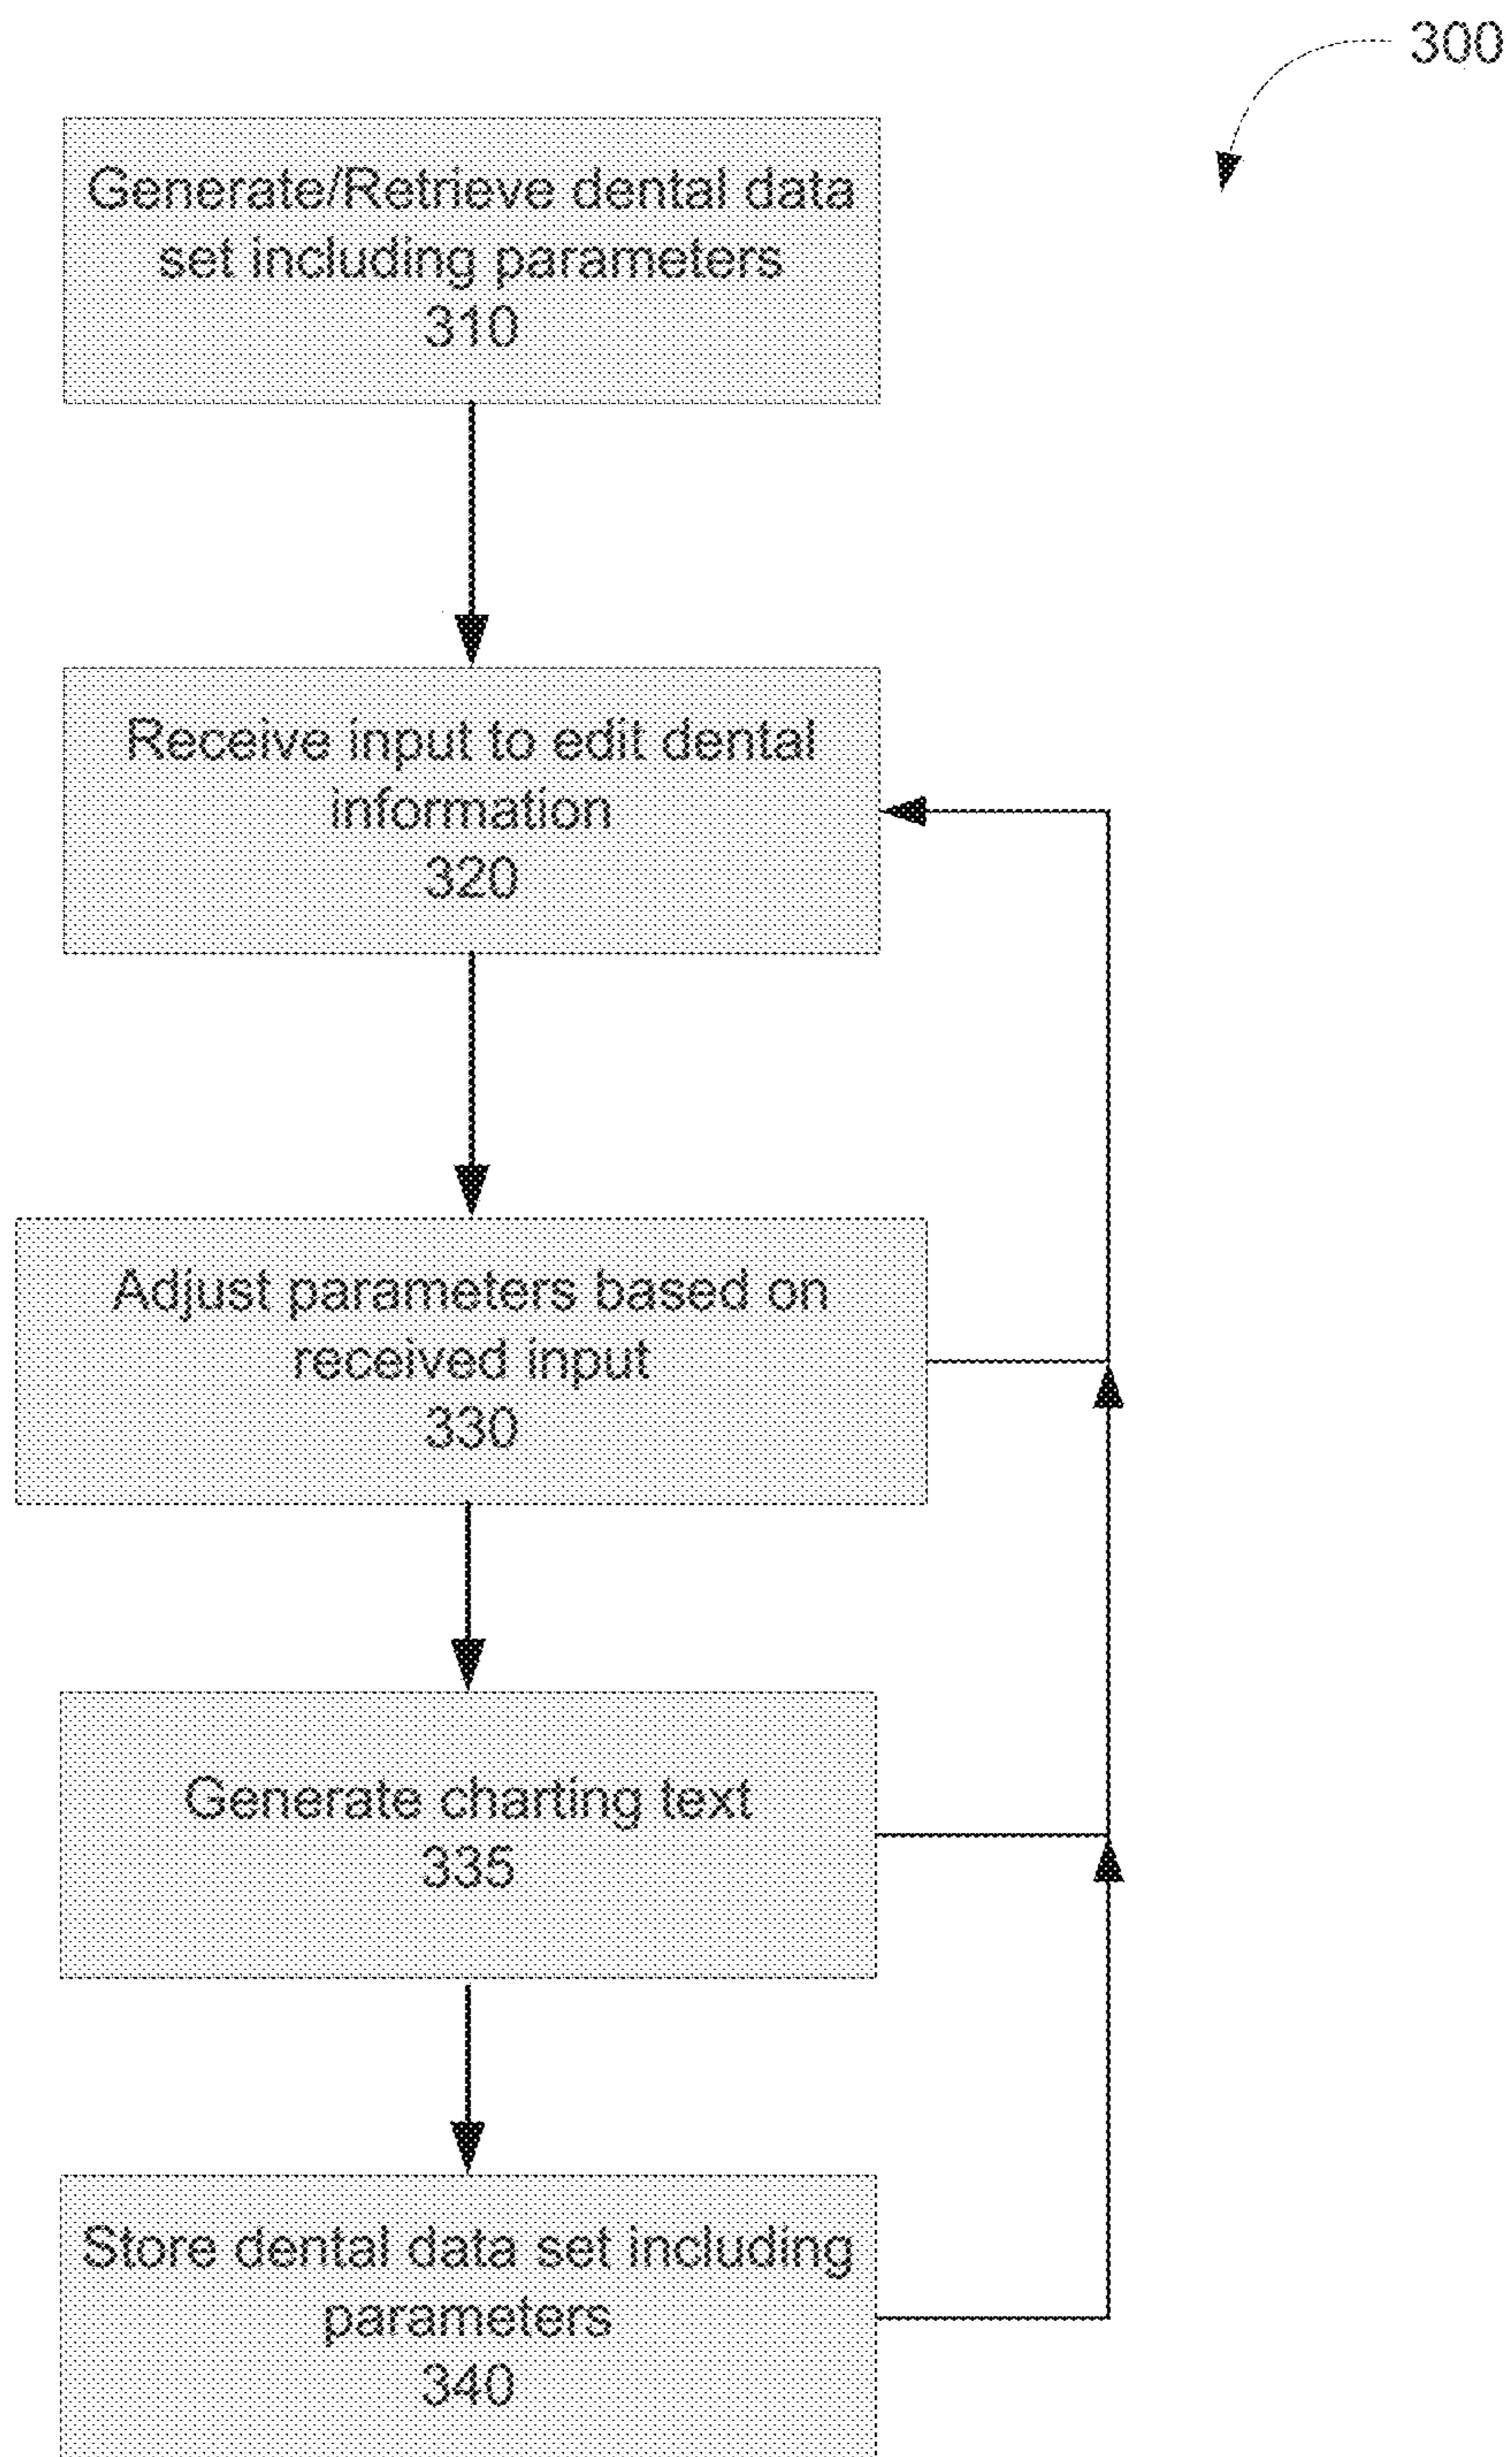 300
Generate/Retrieve dental data
set including parameters
310
Receive input to edit dental
information
320
Adjust parameters based on
received input
330
Generate charting text
335
Store dental data set including
parameters
340